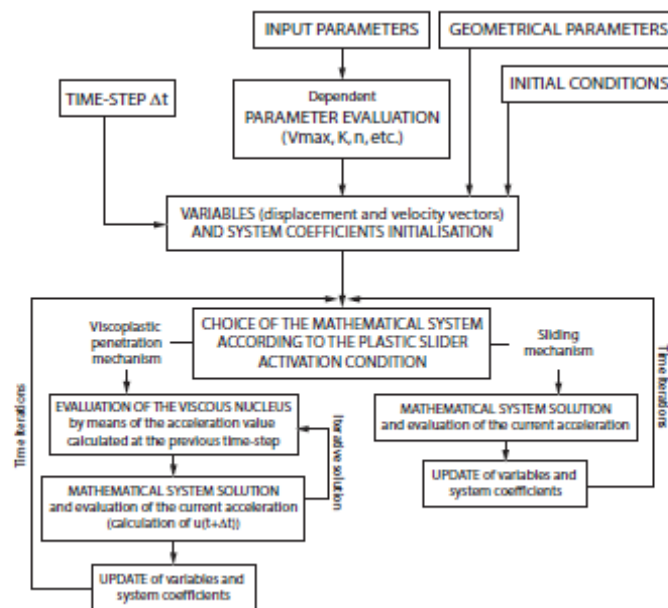 INPUT PARAMETERS
GEOMETRICAL PARAMETERS
INITIAL CONDITIONS
TIME-STEP Δt
Dependent
PARAMETER EVALUATION
(Vmax, K, n, etc.)
VARIABLES (displacement and velocity vectors)
AND SYSTEM COEFFICIENTS INITIALISATION
CHOICE OF THE MATHEMATICAL SYSTEM
ACCORDING TO THE PLASTIC SLIDER
ACTIVATION CONDITION
Viscoplastic
penetration
mechanism
Sliding
mechanism
Time iterations
EVALUATION OF THE VISCOUS NUCLEUS
by means of the acceleration value
calculated at the previous time-step
Iterative solution
MATHEMATICAL SYSTEM SOLUTION
and evaluation of the current acceleration
(calculation of u(t+Δt))
UPDATE of variables and
system coefficients
MATHEMATICAL SYSTEM SOLUTION
and evaluation of the current acceleration
UPDATE of variables and
system coefficients
Time iterations